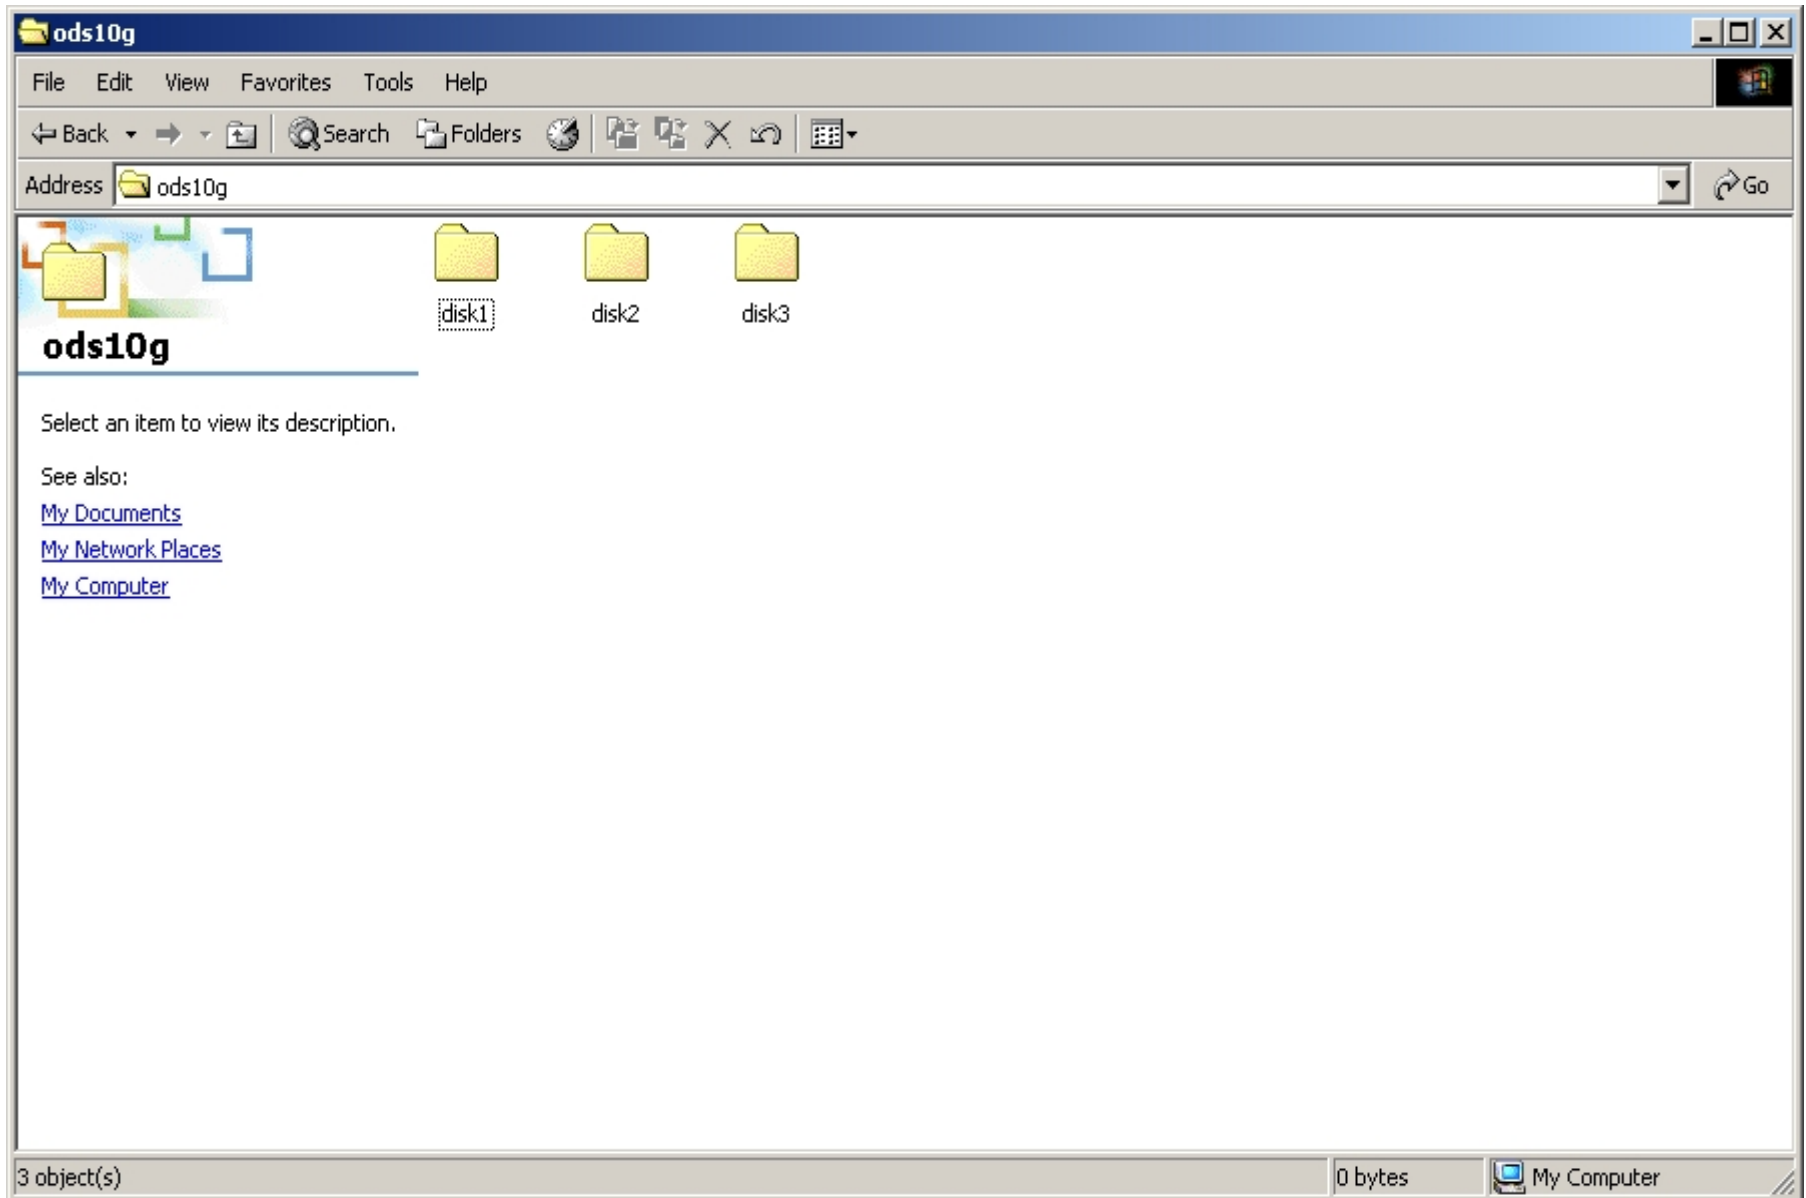 ods10g
File Edit View Favorites Tools Help
Back Search Folders
Address ods10g Go
disk1 disk2 disk3
ods10g
Select an item to view its description.
See also:
My Documents
My Network Places
My Computer
3 object(s) 0 bytes My Computer